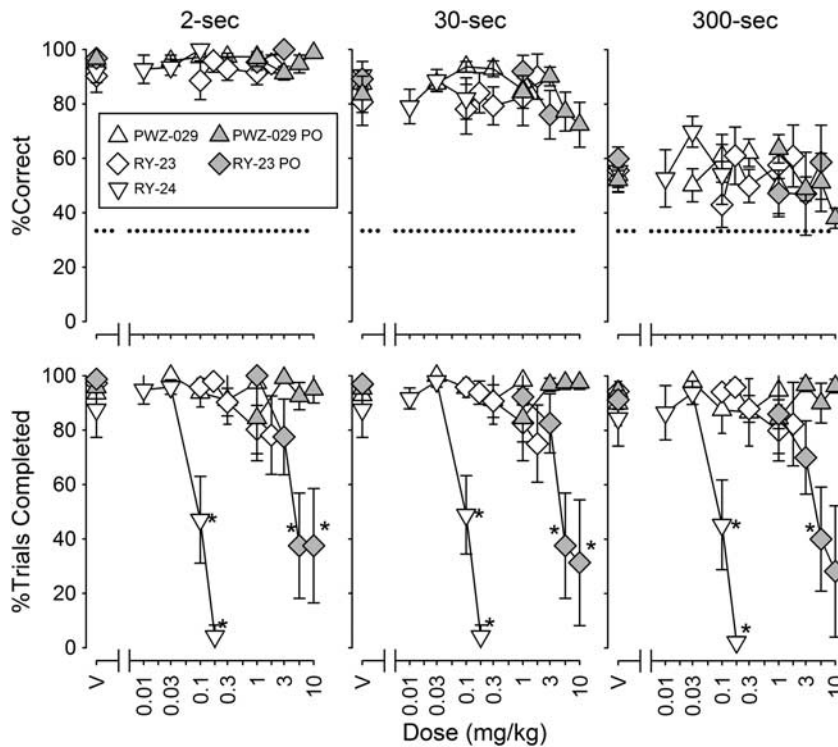 2-sec 30-sec 300-sec
%Correct
100
80
60
40
20
0
PWZ-029 PWZ-029 PO
RY-23 RY-23 PO
RY-24
%Trials Completed
100
80
60
40
20
0
* * * *
* * * *
* * *
V 0.01 0.03 0.1 0.3 1 3 10 V 0.01 0.03 0.1 0.3 1 3 10 V 0.01 0.03 0.1 0.3 1 3 10
Dose (mg/kg)